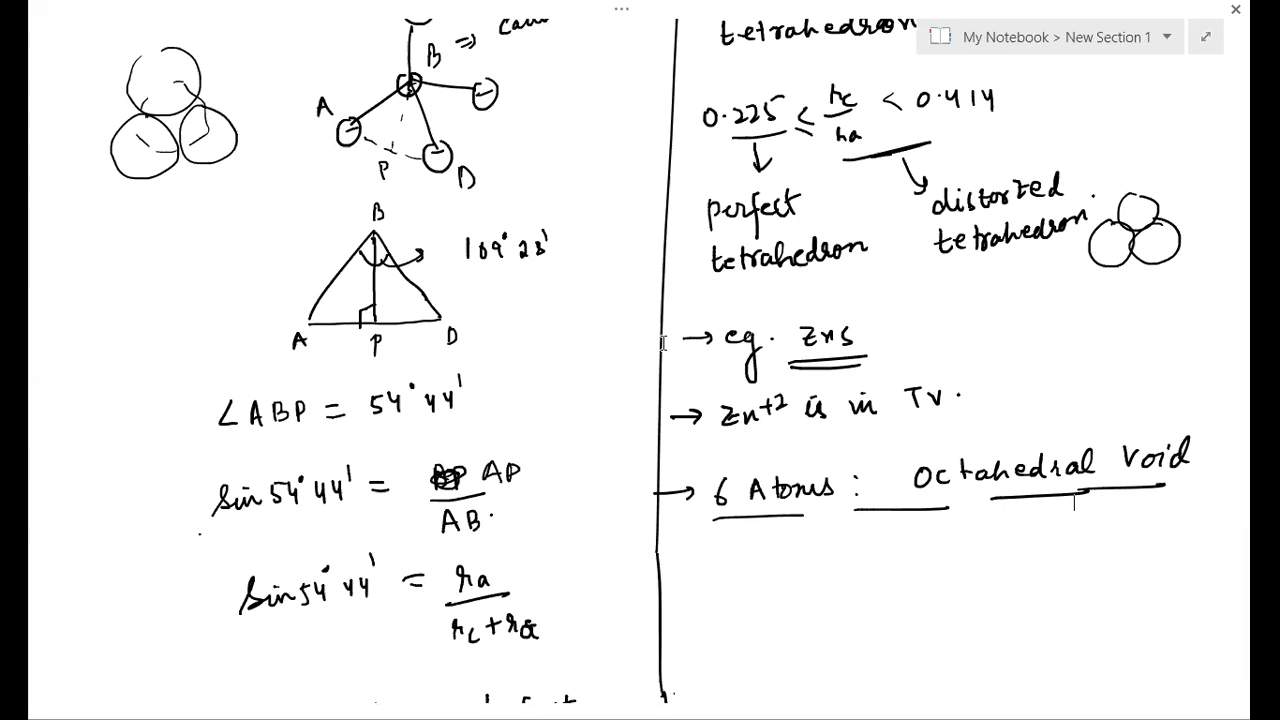 My Notebook > New Section 1
B ⇒
A
P
D
B
109° 28'
A P D
∠ABP = 54° 44'
sin 54° 44' = AP / AB.
sin 54° 44' = ra / rc + ra
tetrahedron
0.225 ≤ rc / ra < 0.414
perfect tetrahedron
distorted tetrahedron.
→ eg. ZnS
→ Zn+2 is in TV.
→ 6 Atoms : Octahedral Void